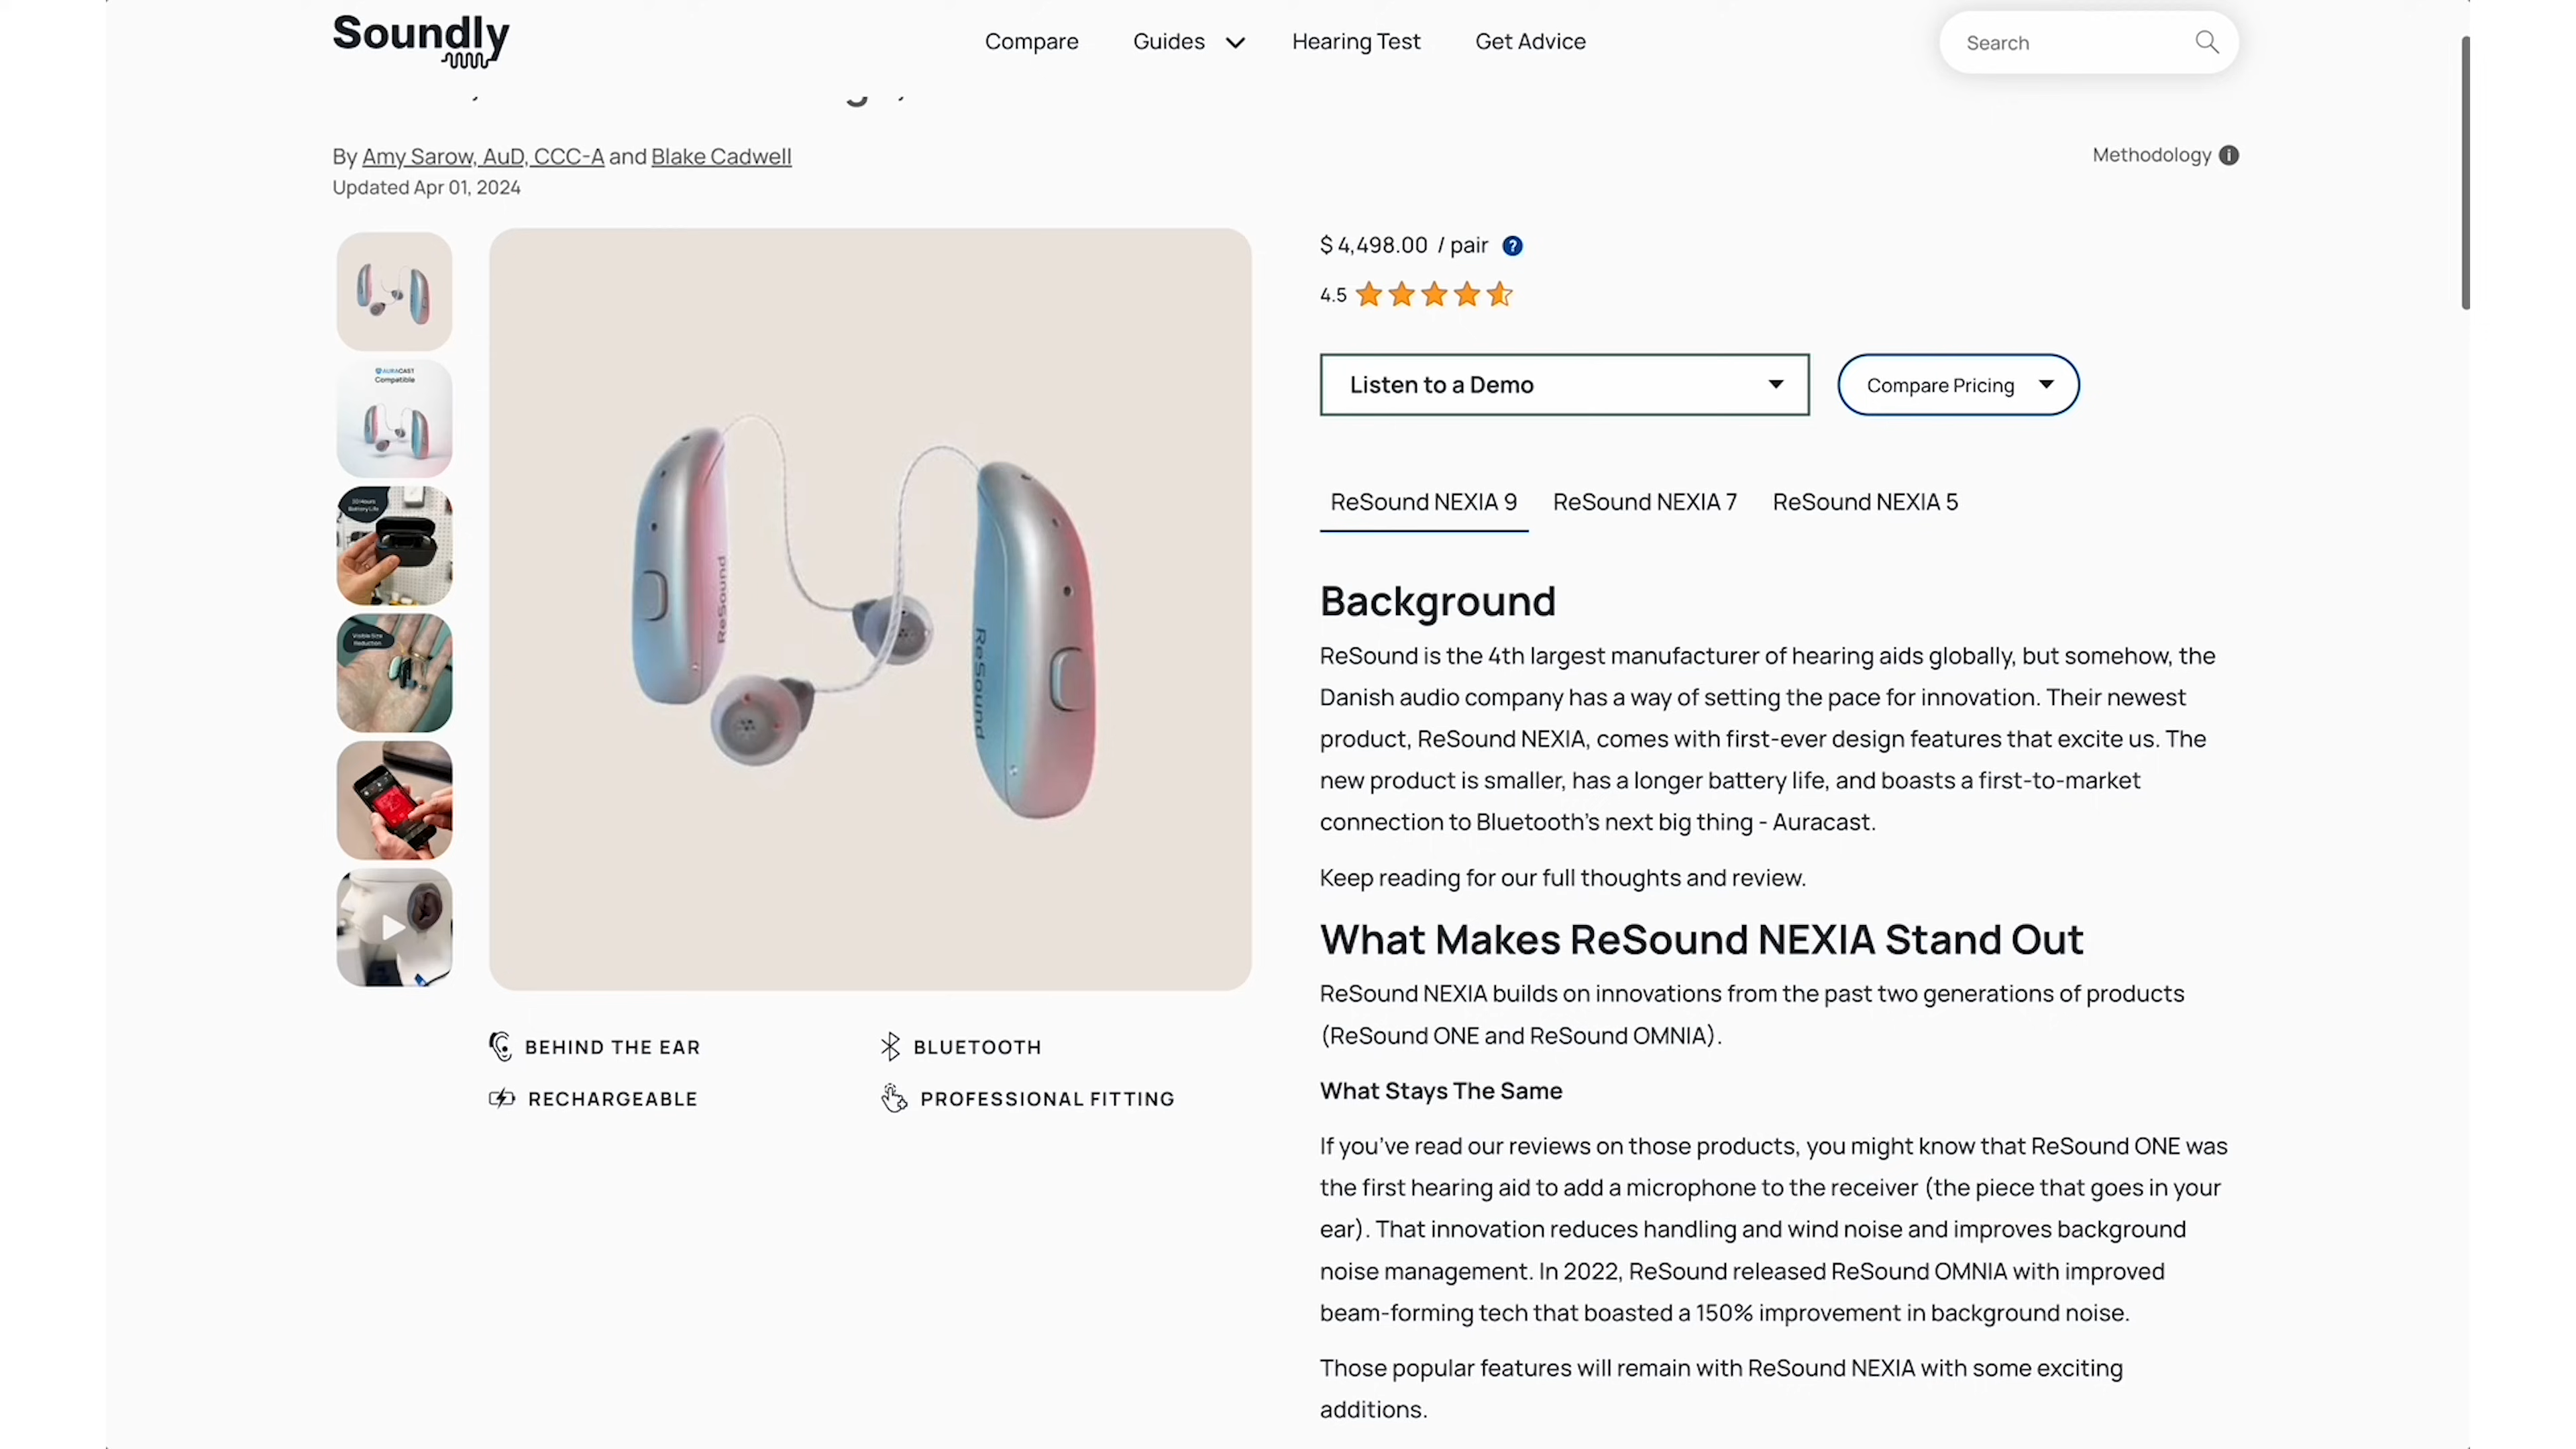 Soundly
Compare
Guides
Hearing Test
Get Advice
Search
By Amy Sarow, AuD, CCC-A and Blake Cadwell
Updated Apr 01, 2024
Methodology
AURACAST
Compatible
30 Hours
Battery Life
Visible Size
Reduction
ReSound
ReSound
BEHIND THE EAR
BLUETOOTH
RECHARGEABLE
PROFESSIONAL FITTING
$ 4,498.00 / pair ?
4.5
Listen to a Demo
Compare Pricing
ReSound NEXIA 9
ReSound NEXIA 7
ReSound NEXIA 5
Background
ReSound is the 4th largest manufacturer of hearing aids globally, but somehow, the
Danish audio company has a way of setting the pace for innovation. Their newest
product, ReSound NEXIA, comes with first-ever design features that excite us. The
new product is smaller, has a longer battery life, and boasts a first-to-market
connection to Bluetooth's next big thing - Auracast.
Keep reading for our full thoughts and review.
What Makes ReSound NEXIA Stand Out
ReSound NEXIA builds on innovations from the past two generations of products
(ReSound ONE and ReSound OMNIA).
What Stays The Same
If you've read our reviews on those products, you might know that ReSound ONE was
the first hearing aid to add a microphone to the receiver (the piece that goes in your
ear). That innovation reduces handling and wind noise and improves background
noise management. In 2022, ReSound released ReSound OMNIA with improved
beam-forming tech that boasted a 150% improvement in background noise.
Those popular features will remain with ReSound NEXIA with some exciting
additions.